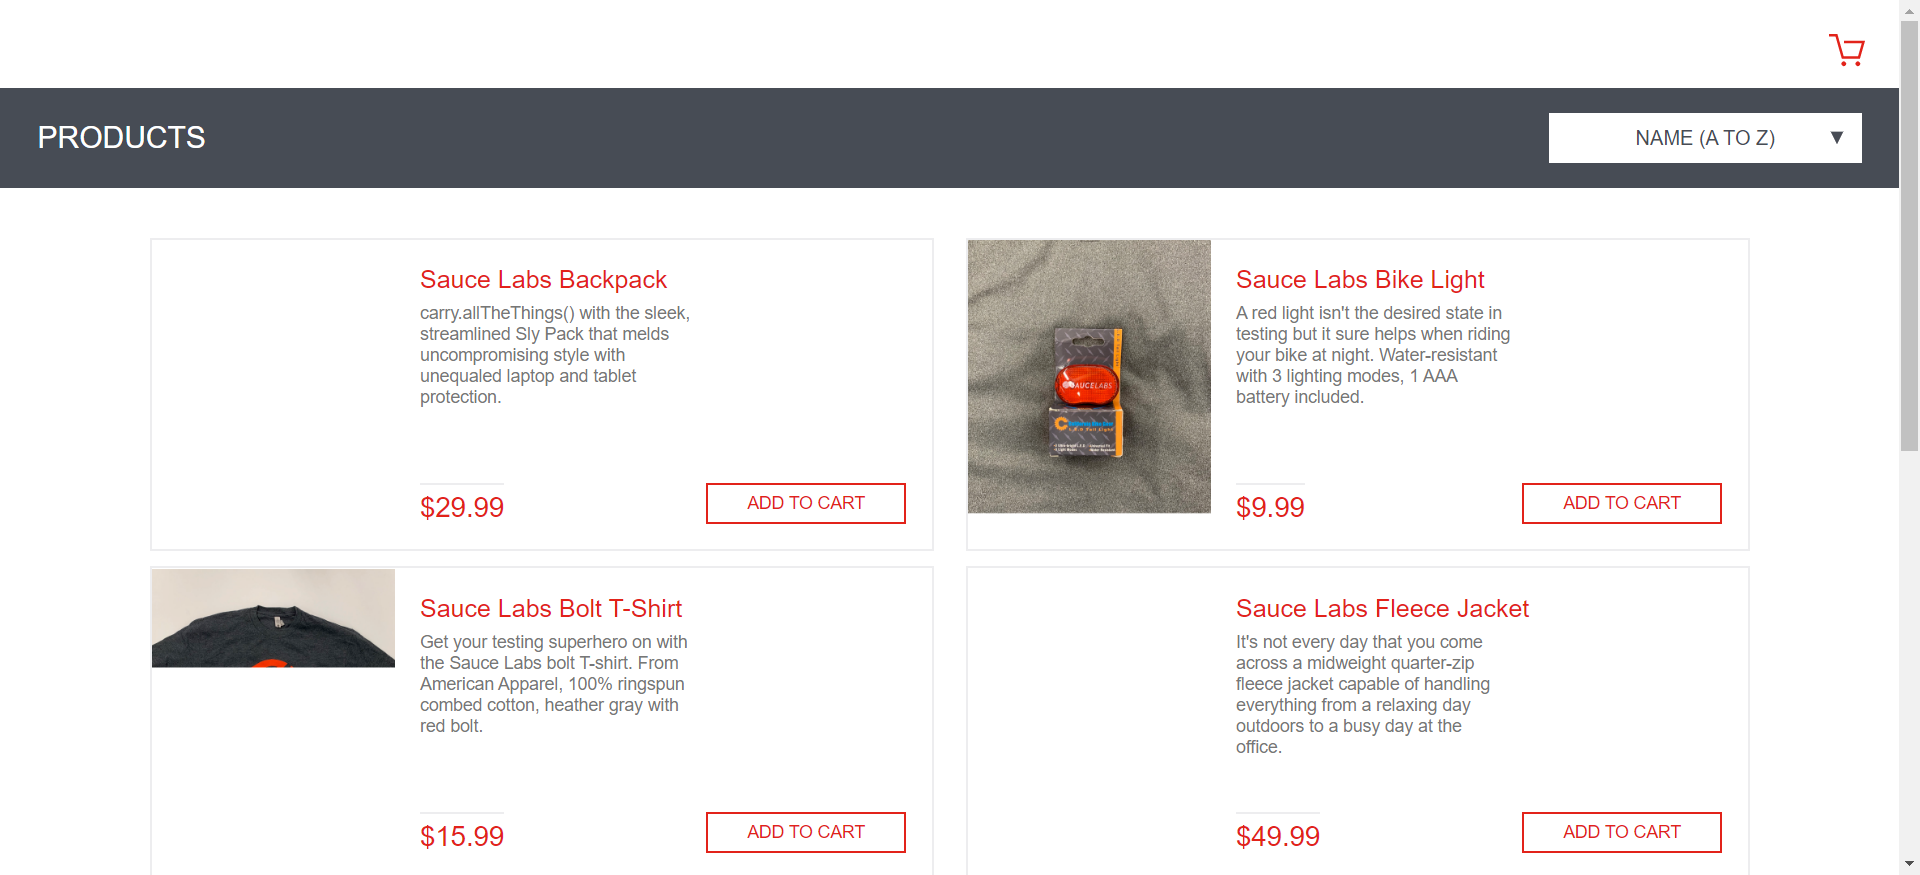 PRODUCTS
NAME (A TO Z)
Sauce Labs Backpack
carry.allTheThings() with the sleek,
streamlined Sly Pack that melds
uncompromising style with
unequaled laptop and tablet
protection.
$29.99
ADD TO CART
Sauce Labs Bike Light
A red light isn't the desired state in
testing but it sure helps when riding
your bike at night. Water-resistant
with 3 lighting modes, 1 AAA
battery included.
$9.99
ADD TO CART
SAUCELABS
Sauce Labs Bolt T-Shirt
Get your testing superhero on with
the Sauce Labs bolt T-shirt. From
American Apparel, 100% ringspun
combed cotton, heather gray with
red bolt.
$15.99
ADD TO CART
Sauce Labs Fleece Jacket
It's not every day that you come
across a midweight quarter-zip
fleece jacket capable of handling
everything from a relaxing day
outdoors to a busy day at the
office.
$49.99
ADD TO CART